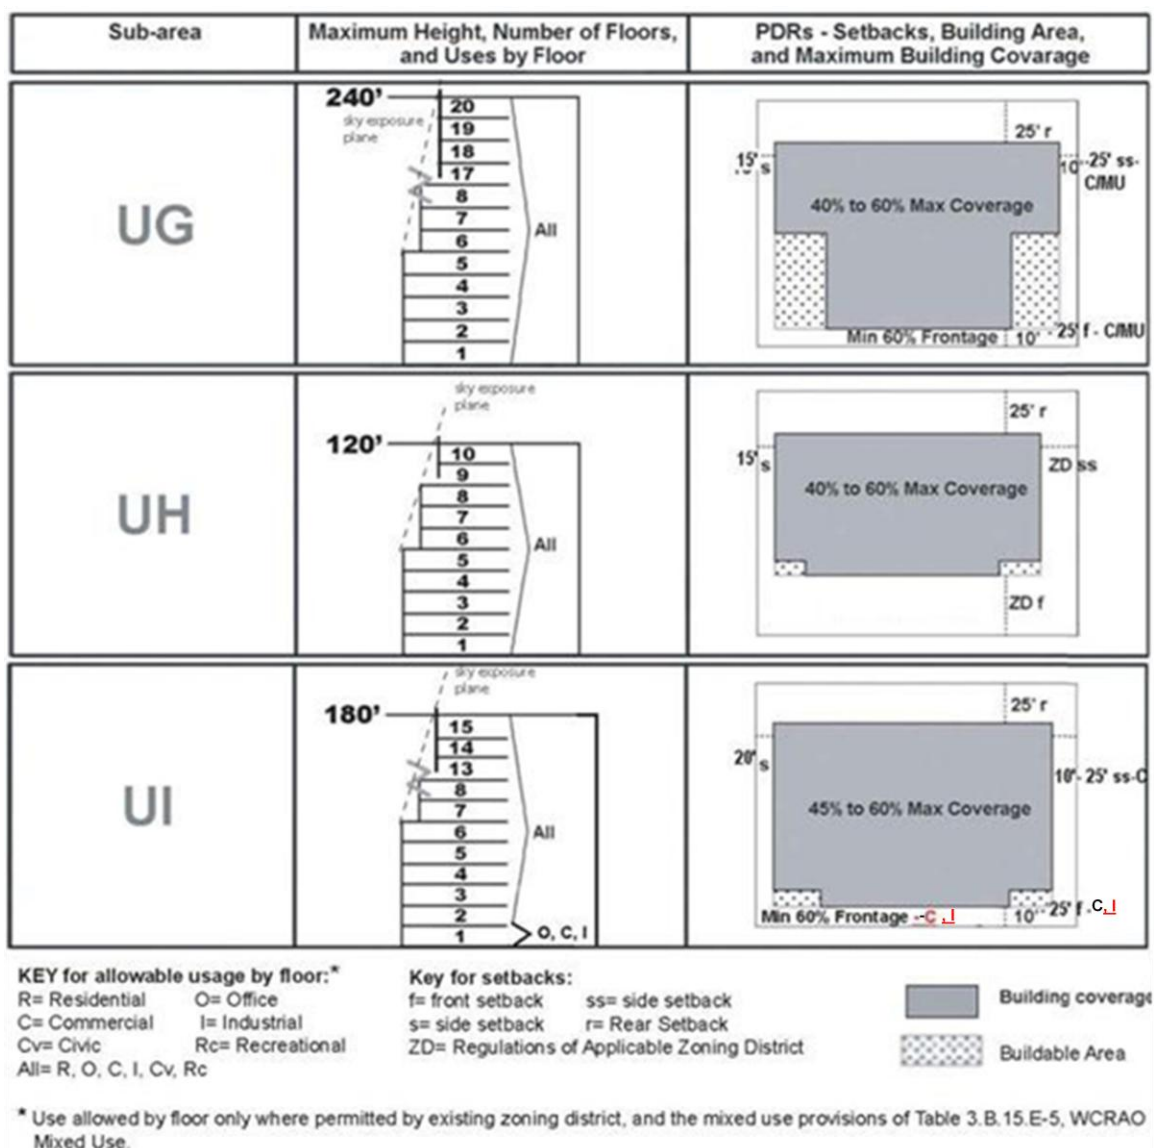 Sub-area
Maximum Height, Number of Floors,
and Uses by Floor
PDRs - Setbacks, Building Area,
and Maximum Building Covarage
UG
240'
sky exposure
plane
20
19
18
17
8
7
6
5
4
3
2
1
All
25' r
15' s
10'-25' ss-
C/MU
40% to 60% Max Coverage
Min 60% Frontage
10' - 25' f - C/MU
UH
sky exposure
plane
120'
10
9
8
7
6
5
4
3
2
1
All
25' r
15' s
ZD ss
40% to 60% Max Coverage
ZD f
UI
sky exposure
plane
180'
15
14
13
8
7
6
5
4
3
2
1
All
O, C, I
25' r
20' s
10'- 25' ss-C
45% to 60% Max Coverage
Min 60% Frontage --C , I
10' - 25' f -C, I
KEY for allowable usage by floor:*
R= Residential O= Office
C= Commercial I= Industrial
Cv= Civic Rc= Recreational
All= R, O, C, I, Cv, Rc
Key for setbacks:
f= front setback ss= side setback
s= side setback r= Rear Setback
ZD= Regulations of Applicable Zoning District
Building coverage
Buildable Area
* Use allowed by floor only where permitted by existing zoning district, and the mixed use provisions of Table 3.B.15.E-5, WCRAO
Mixed Use.